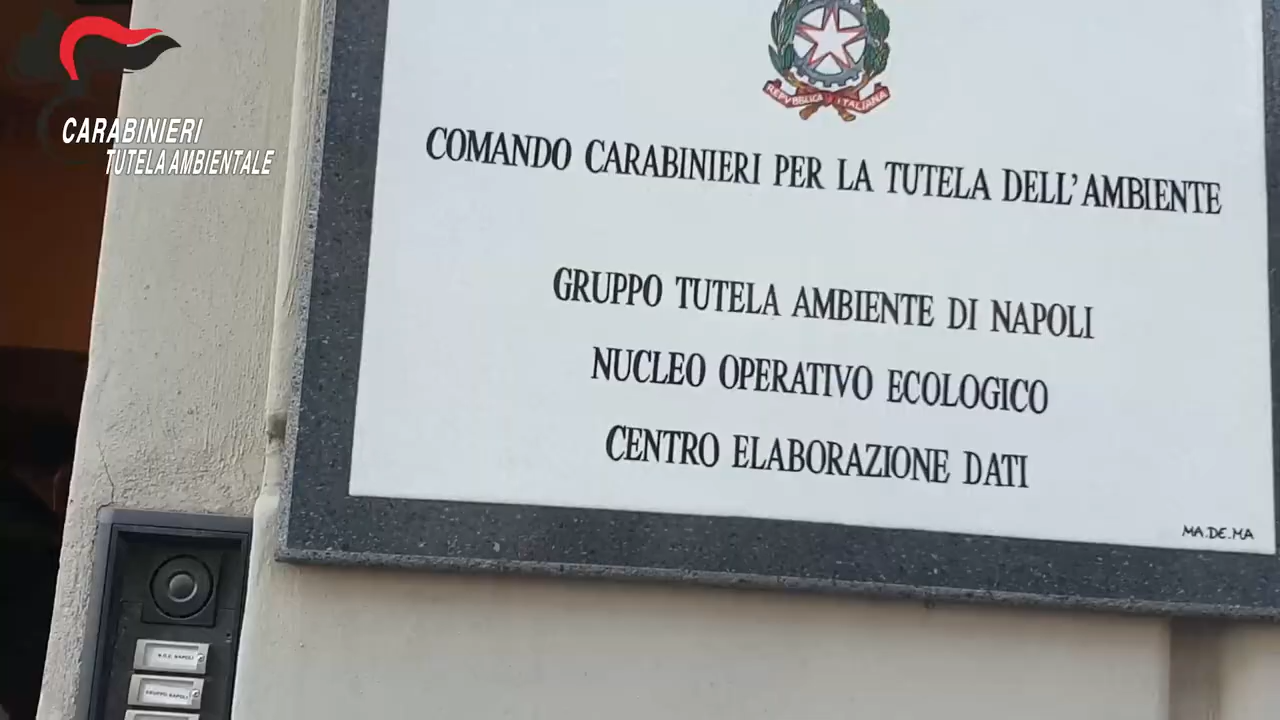 CARABINIERI
TUTELA AMBIENTALE
REPVBBLICA ITALIANA
COMANDO CARABINIERI PER LA TUTELA DELL'AMBIENTE
GRUPPO TUTELA AMBIENTE DI NAPOLI
NUCLEO OPERATIVO ECOLOGICO
CENTRO ELABORAZIONE DATI
MA.DE.MA
N.O.E. NAPOLI
GRUPPO NAPOLI